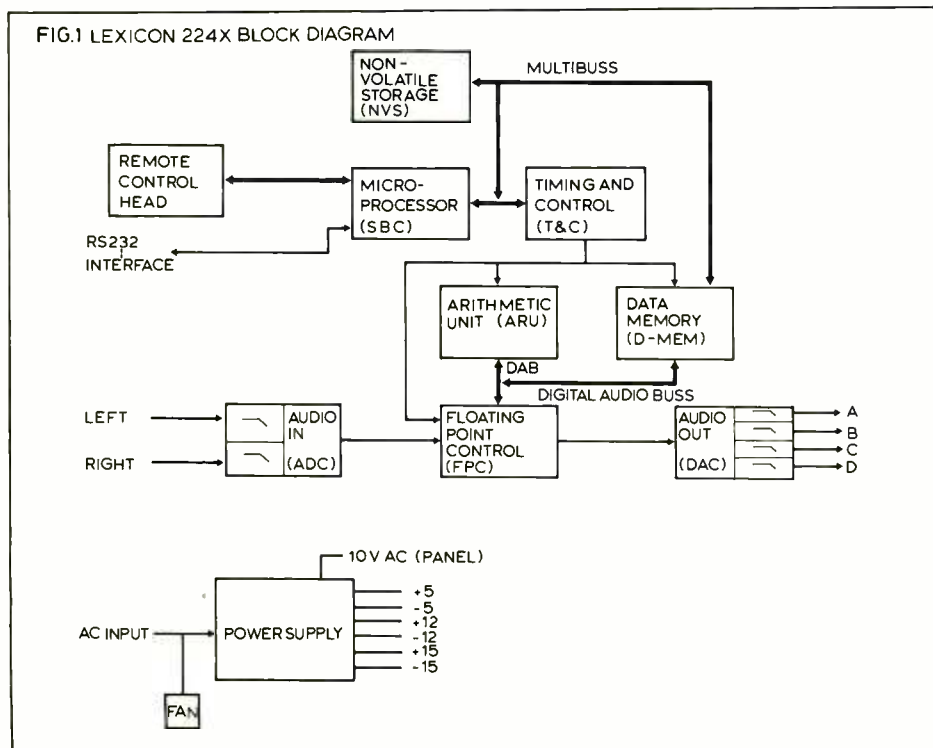 FIG.1 LEXICON 224X BLOCK DIAGRAM
NON-
VOLATILE
STORAGE
(NVS)
MULTIBUSS
REMOTE
CONTROL
HEAD
MICRO-
PROCESSOR
(SBC)
TIMING AND
CONTROL
(T&C)
RS232
INTERFACE
ARITHMETIC
UNIT (ARU)
DATA
MEMORY
(D-MEM)
DAB
DIGITAL AUDIO BUSS
LEFT
RIGHT
AUDIO
IN
(ADC)
FLOATING
POINT
CONTROL
(FPC)
AUDIO
OUT
(DAC)
A
B
C
D
10V AC (PANEL)
AC INPUT
POWER SUPPLY
+5
-5
+12
-12
+15
-15
FAN